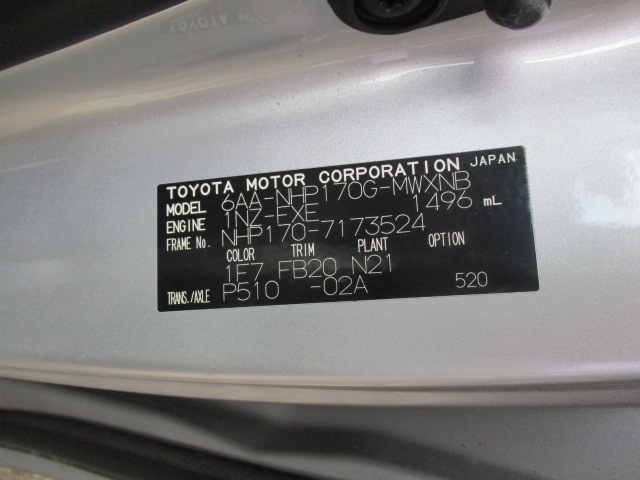 TOYOTA
TOYOTA MOTOR CORPORATION JAPAN
MODEL 6AA-NHP170G-MWXNB
ENGINE 1NZ-FXE 1496 mL
FRAME No. NHP170-7173524
COLOR TRIM PLANT OPTION
1F7 FB20 N21
TRANS./AXLE P510 -02A 520